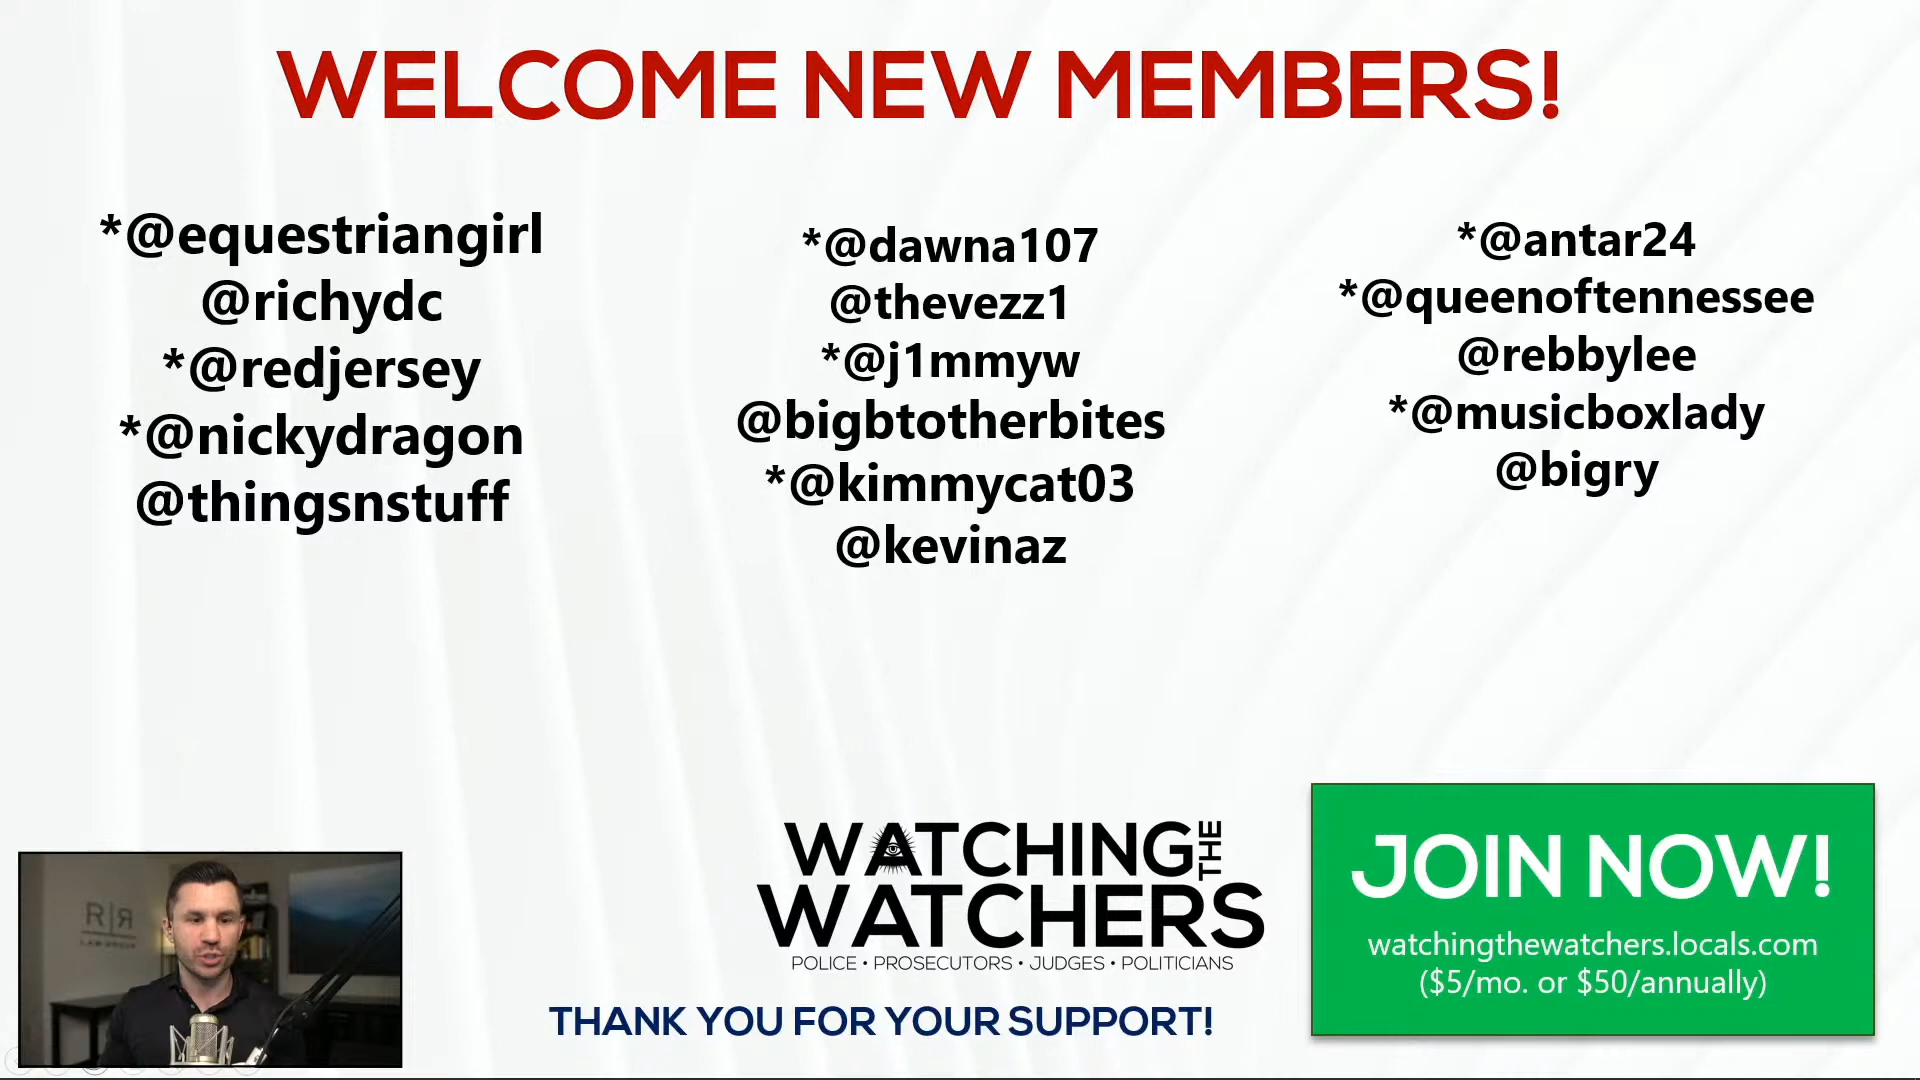 WELCOME NEW MEMBERS!
*@equestriangirl
@richydc
*@redjersey
*@nickydragon
@thingsnstuff
*@dawna107
@thevezz1
*@j1mmyw
@bigbtotherbites
*@kimmycat03
@kevinaz
*@antar24
*@queenoftennessee
@rebbylee
*@musicboxlady
@bigry
WATCHING THE
WATCHERS
POLICE • PROSECUTORS • JUDGES • POLITICIANS
THANK YOU FOR YOUR SUPPORT!
JOIN NOW!
watchingthewatchers.locals.com
($5/mo. or $50/annually)
R|R
LAW GROUP